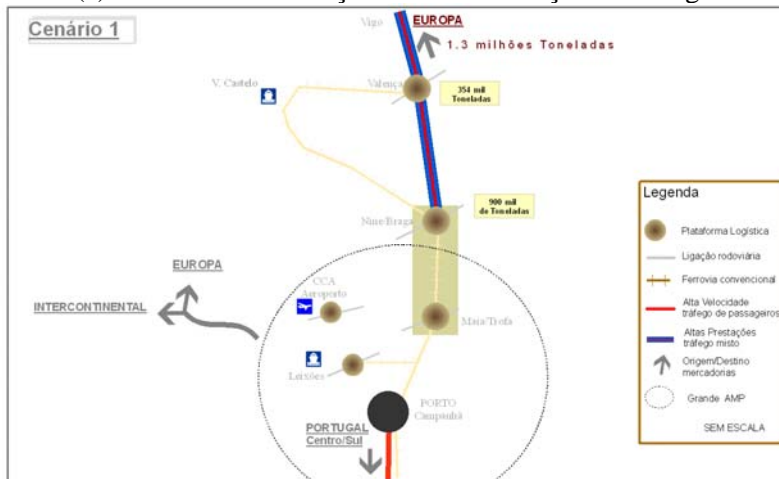 Cenário 1
Vigo
EUROPA
1.3 milhões Toneladas
V. Castelo
Valença
354 mil
Toneladas
900 mil
de Toneladas
Nine/Braga
EUROPA
INTERCONTINENTAL
CCA
Aeroporto
Maia/Trofa
Leixões
PORTO
Campanhã
PORTUGAL
Centro/Sul
Legenda
Plataforma Logística
Ligação rodoviária
Ferrovia convencional
Alta Velocidade
tráfego de passageiros
Altas Prestações
tráfego misto
Origem/Destino
mercadorias
Grande AMP
SEM ESCALA